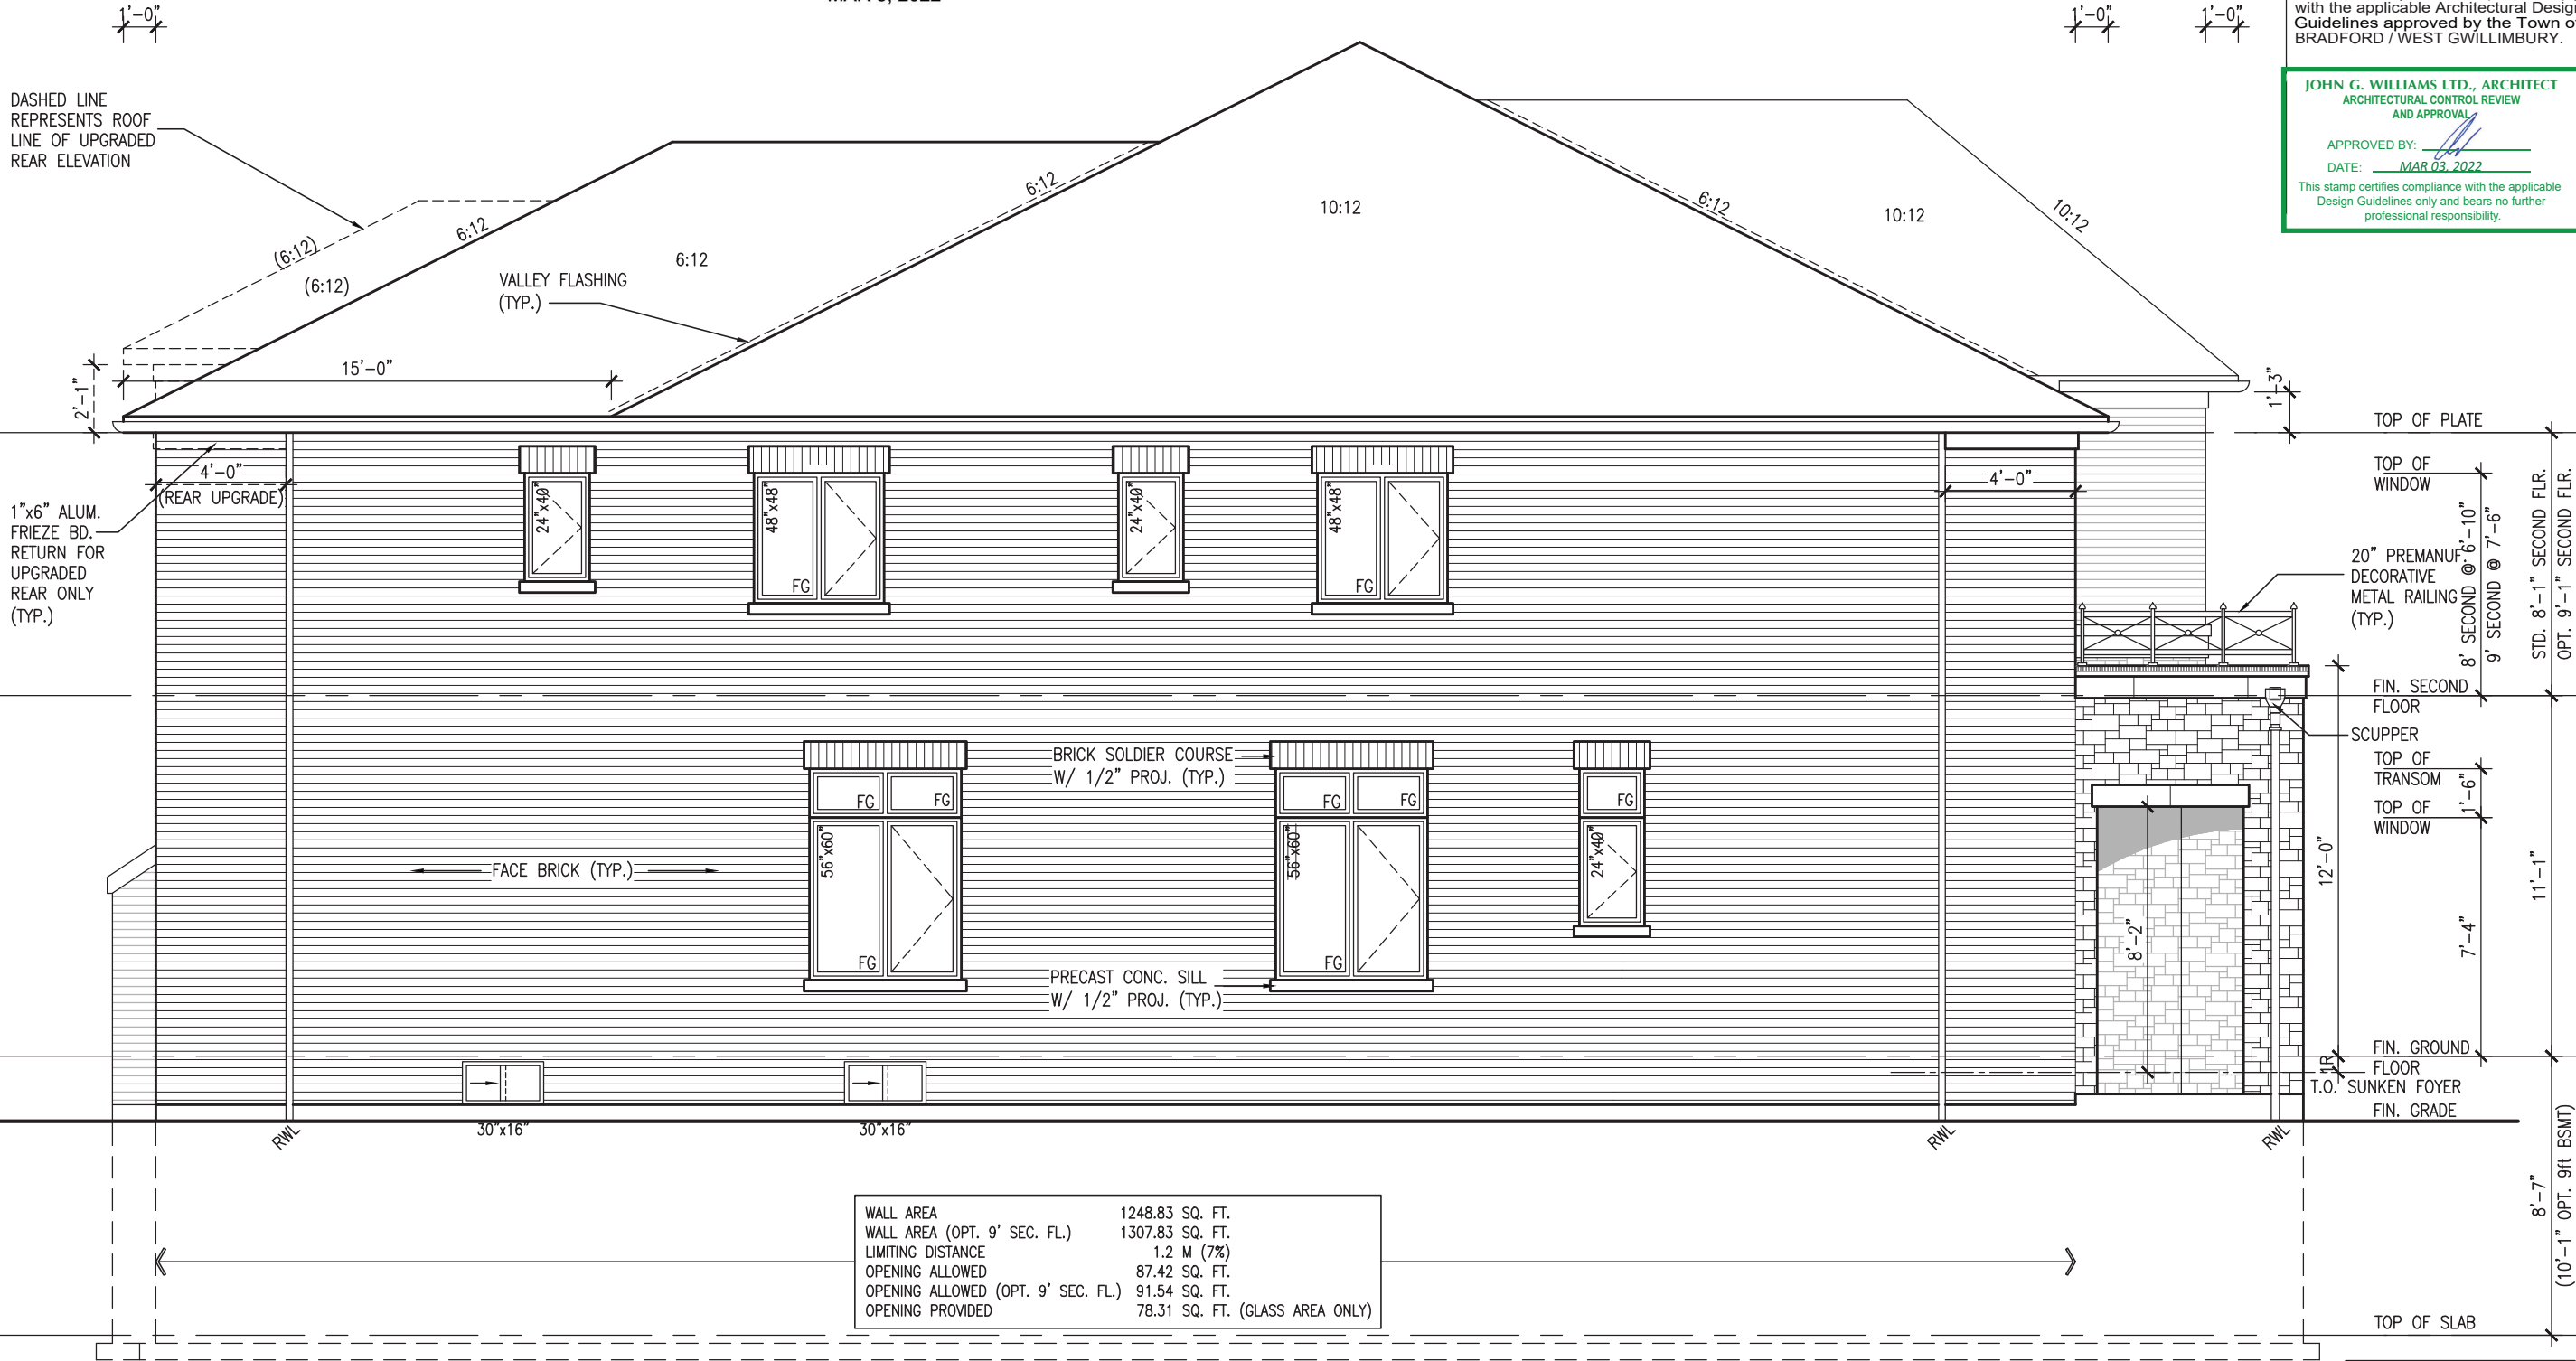 1'-0"
1'-0"
1'-0"
with the applicable Architectural Design
Guidelines approved by the Town of
BRADFORD / WEST GWILLIMBURY.
JOHN G. WILLIAMS LTD., ARCHITECT
ARCHITECTURAL CONTROL REVIEW
AND APPROVAL
APPROVED BY:
DATE: MAR 03, 2022
This stamp certifies compliance with the applicable
Design Guidelines only and bears no further
professional responsibility.
DASHED LINE
REPRESENTS ROOF
LINE OF UPGRADED
REAR ELEVATION
(6:12)
(6:12)
6:12
6:12
6:12
10:12
6:12
10:12
10:12
VALLEY FLASHING
(TYP.)
15'-0"
2'-1"
1'-3"
4'-0"
(REAR UPGRADE)
4'-0"
1"x6" ALUM.
FRIEZE BD.
RETURN FOR
UPGRADED
REAR ONLY
(TYP.)
24"x40"
48"x48"
FG
24"x40"
48"x48"
FG
TOP OF PLATE
TOP OF
WINDOW
20" PREMANUF.
DECORATIVE
METAL RAILING
(TYP.)
8' SECOND @ 6'-10"
9' SECOND @ 7'-6"
STD. 8'-1" SECOND FLR.
OPT. 9'-1" SECOND FLR.
FIN. SECOND
FLOOR
SCUPPER
TOP OF
TRANSOM
1'-6"
TOP OF
WINDOW
BRICK SOLDIER COURSE
W/ 1/2" PROJ. (TYP.)
FG
FG
FG
FG
FG
56"x60"
56"x60"
24"x40"
FACE BRICK (TYP.)
FG
FG
PRECAST CONC. SILL
W/ 1/2" PROJ. (TYP.)
8'-2"
12'-0"
7'-4"
11'-1"
1R
FIN. GROUND
FLOOR
T.O. SUNKEN FOYER
FIN. GRADE
RWL
30"x16"
30"x16"
RWL
RWL
8'-7"
(10'-1" OPT. 9ft BSMT)
WALL AREA 1248.83 SQ. FT.
WALL AREA (OPT. 9' SEC. FL.) 1307.83 SQ. FT.
LIMITING DISTANCE 1.2 M (7%)
OPENING ALLOWED 87.42 SQ. FT.
OPENING ALLOWED (OPT. 9' SEC. FL.) 91.54 SQ. FT.
OPENING PROVIDED 78.31 SQ. FT. (GLASS AREA ONLY)
TOP OF SLAB